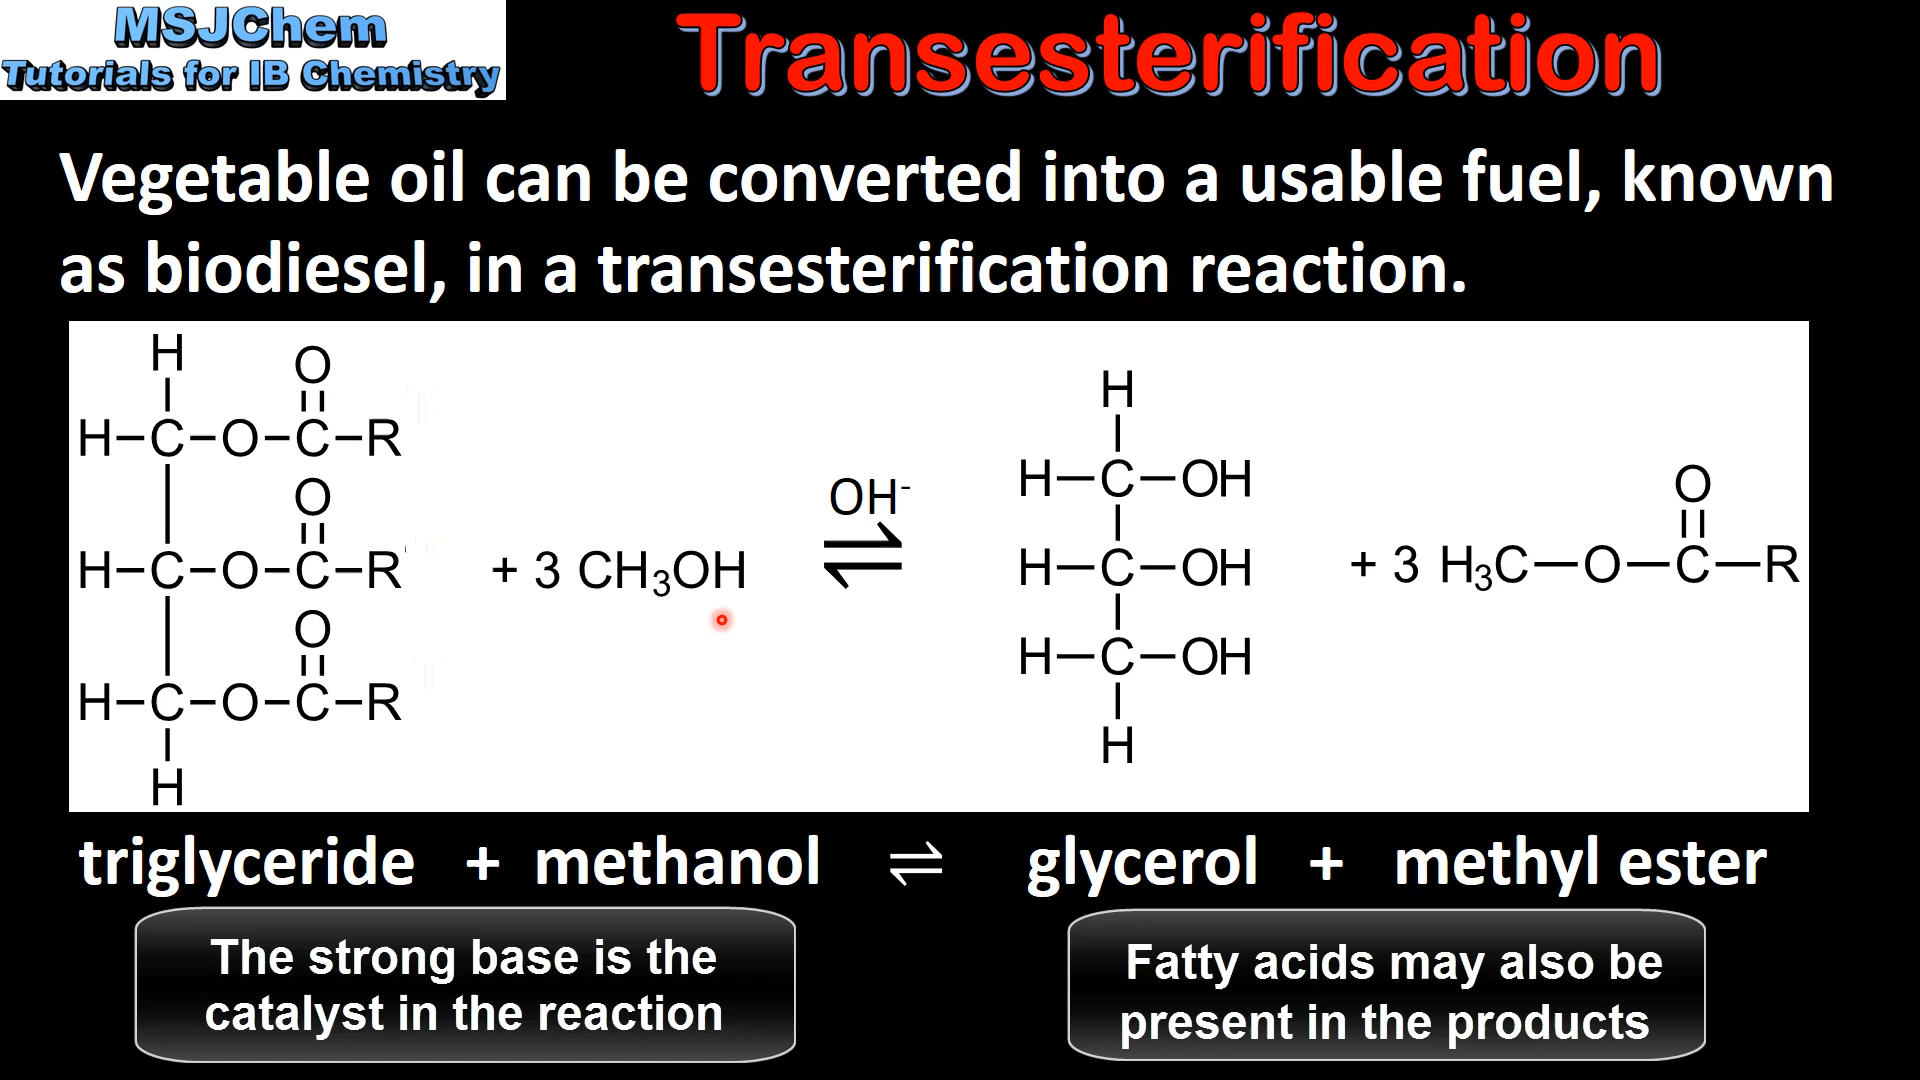 MSJChem
Tutorials for IB Chemistry
Transesterification
Vegetable oil can be converted into a usable fuel, known
as biodiesel, in a transesterification reaction.
H
O
H–C–O–C–R
O
H–C–O–C–R
O
H–C–O–C–R
H
+ 3 CH₃OH
OH⁻
⇌
H
H–C–OH
H–C–OH
H–C–OH
H
O
+ 3 H₃C–O–C–R
triglyceride + methanol ⇌ glycerol + methyl ester
The strong base is the
catalyst in the reaction
Fatty acids may also be
present in the products